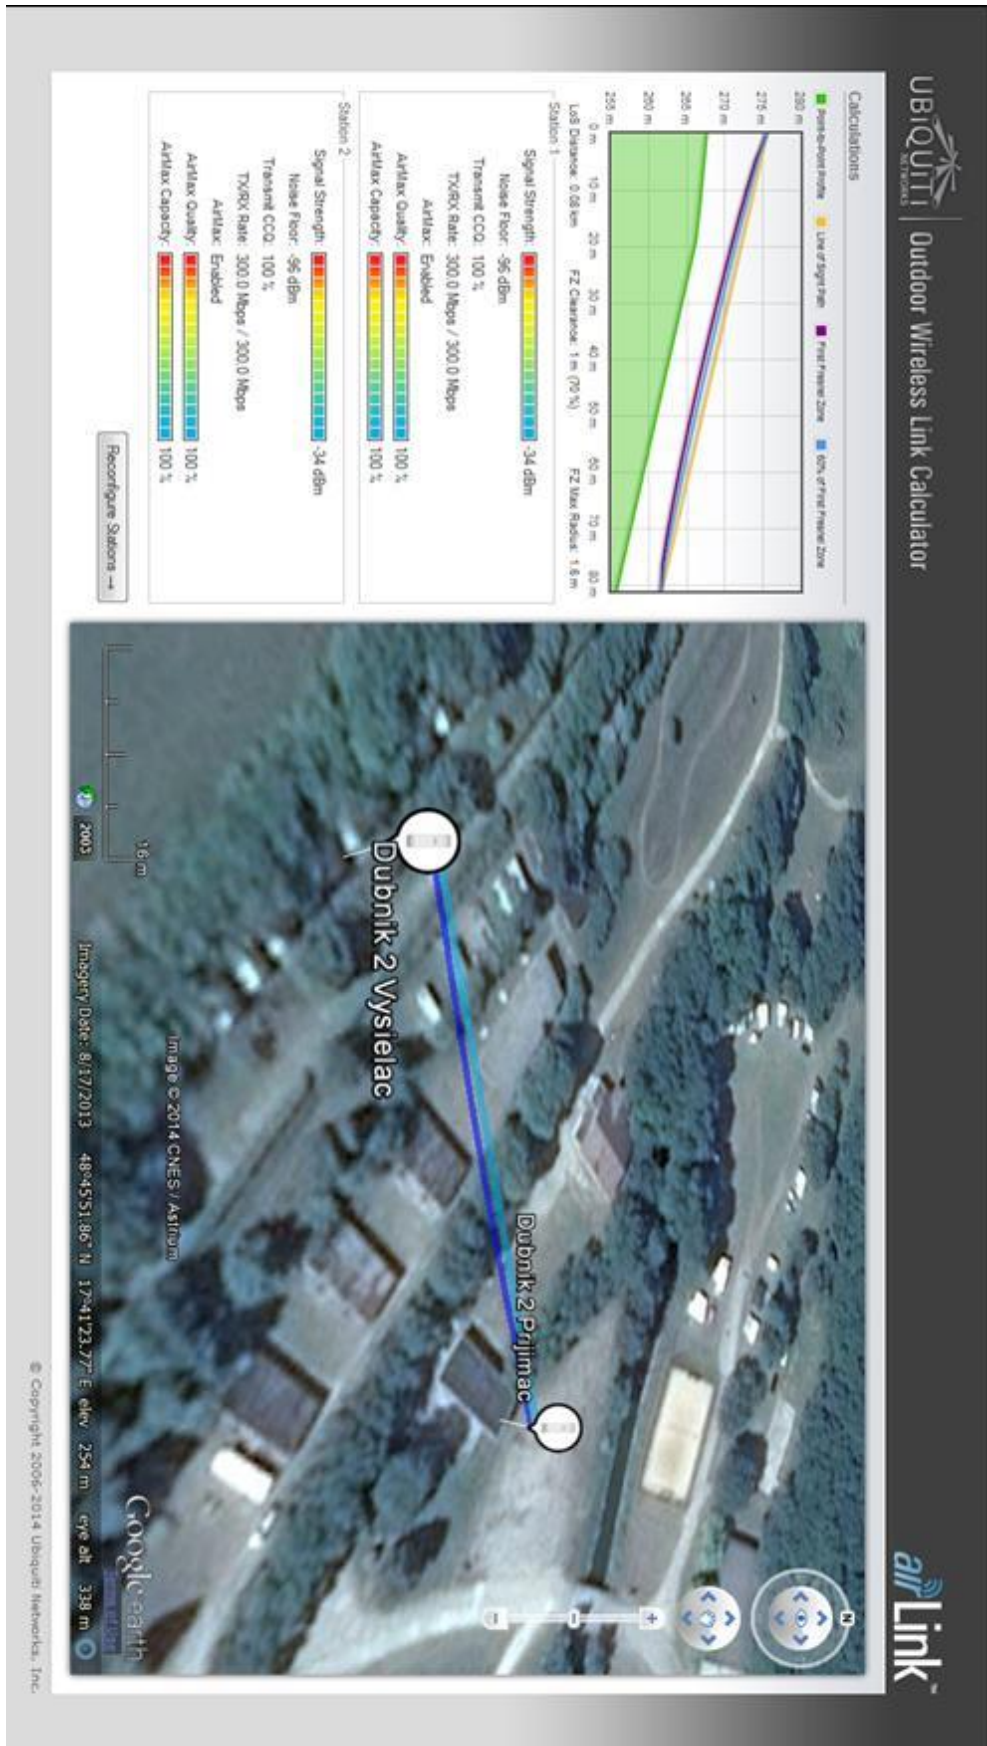 UBiQUiTi
NETWORKS
Outdoor Wireless Link Calculator
airLink™
Calculations
Point-to-Point Profile
Line of Sight Path
First Fresnel Zone
60% of First Fresnel Zone
280 m
275 m
270 m
265 m
260 m
255 m
0 m
10 m
20 m
30 m
40 m
50 m
60 m
70 m
80 m
LoS Distance: 0.08 km
FZ Clearance: 1 m (70 %)
FZ Max Radius: 1.6 m
Station 1
Signal Strength: -34 dBm
Noise Floor: -96 dBm
Transmit CCQ: 100 %
TX/RX Rate: 300.0 Mbps / 300.0 Mbps
AirMax: Enabled
AirMax Quality: 100 %
AirMax Capacity: 100 %
Station 2
Signal Strength: -34 dBm
Noise Floor: -96 dBm
Transmit CCQ: 100 %
TX/RX Rate: 300.0 Mbps / 300.0 Mbps
AirMax: Enabled
AirMax Quality: 100 %
AirMax Capacity: 100 %
Reconfigure Stations →
N
Dubnik 2 Prijimac
Dubnik 2 Vysielac
Image © 2014 CNES / Astrium
Google earth
16 m
2003
Imagery Date: 8/17/2013 48°45'51.86" N 17°41'23.77" E elev 254 m eye alt 338 m
© Copyright 2006-2014 Ubiquiti Networks, Inc.